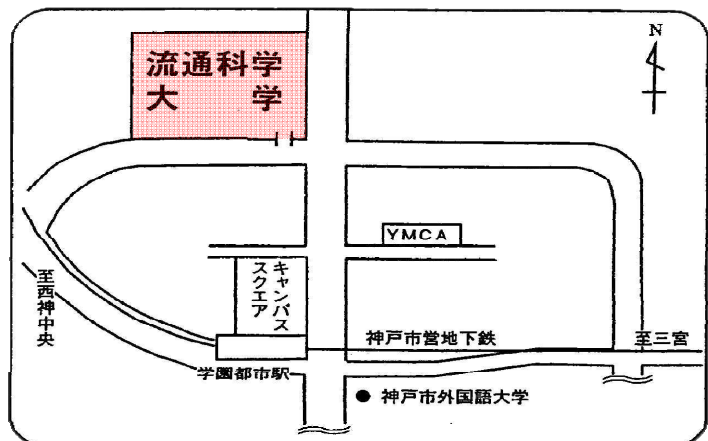 流通科学
大学
N
YMCA
キャンパス
スクエア
至西神中央
神戸市営地下鉄
至三宮
学園都市駅
神戸市外国語大学